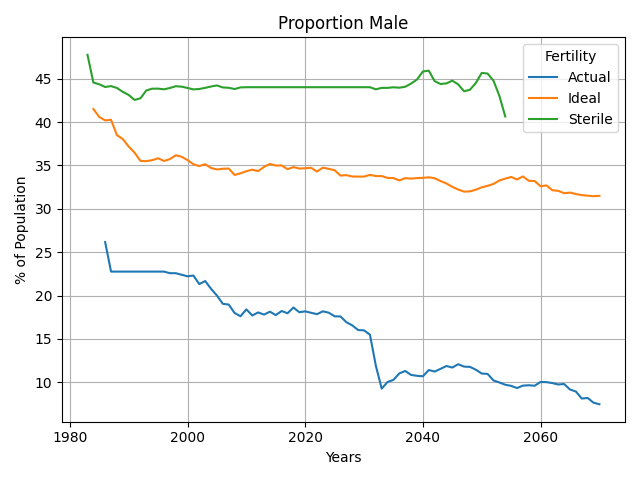 Proportion Male
Fertility
Actual
Ideal
Sterile
% of Population
45
40
35
30
25
20
15
10
1980
2000
2020
2040
2060
Years